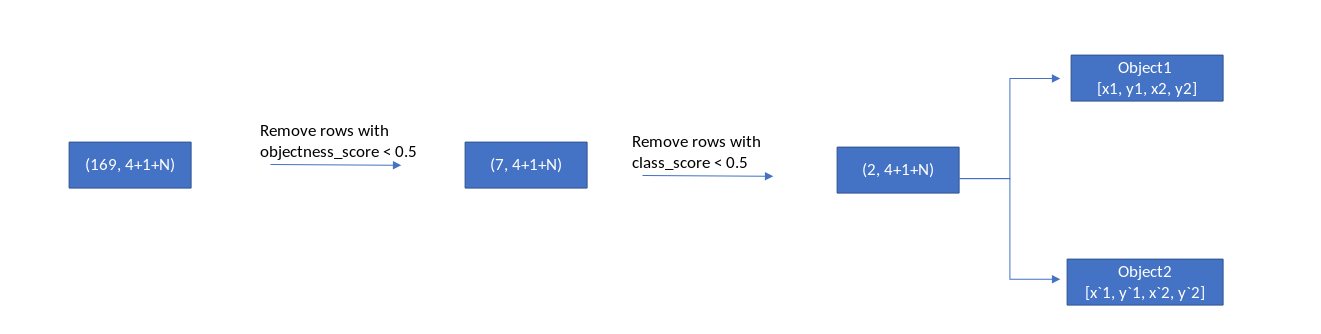 (169, 4+1+N)
Remove rows with
objectness_score < 0.5
(7, 4+1+N)
Remove rows with
class_score < 0.5
(2, 4+1+N)
Object1
[x1, y1, x2, y2]
Object2
[x`1, y`1, x`2, y`2]